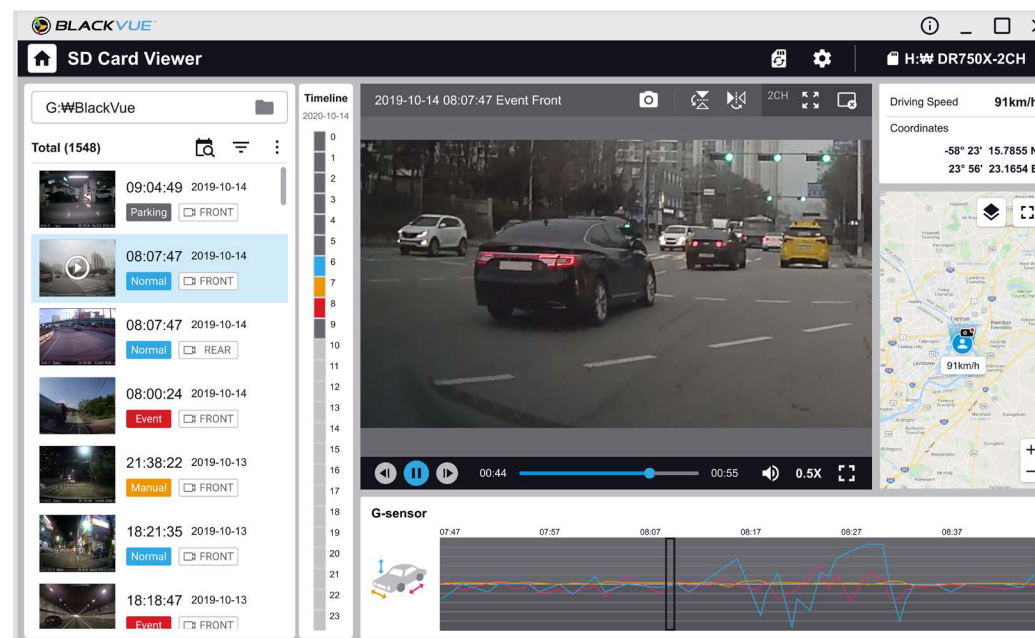 BLACKVUE
SD Card Viewer
H:₩ DR750X-2CH
G:₩BlackVue
Total (1548)
09:04:49 2019-10-14
Parking FRONT
08:07:47 2019-10-14
Normal FRONT
08:07:47 2019-10-14
Normal REAR
08:00:24 2019-10-14
Event FRONT
21:38:22 2019-10-13
Manual FRONT
18:21:35 2019-10-13
Normal FRONT
18:18:47 2019-10-13
Event FRONT
Timeline
2020-10-14
0
1
2
3
4
5
6
7
8
9
10
11
12
13
14
15
16
17
18
19
20
21
22
23
2019-10-14 08:07:47 Event Front
2CH
00:44
00:55
0.5X
Driving Speed 91km/h
Coordinates
-58° 23' 15.7855 N
23° 56' 23.1654 E
Trenton
91km/h
G-sensor
07:47 07:57 08:07 08:17 08:27 08:37